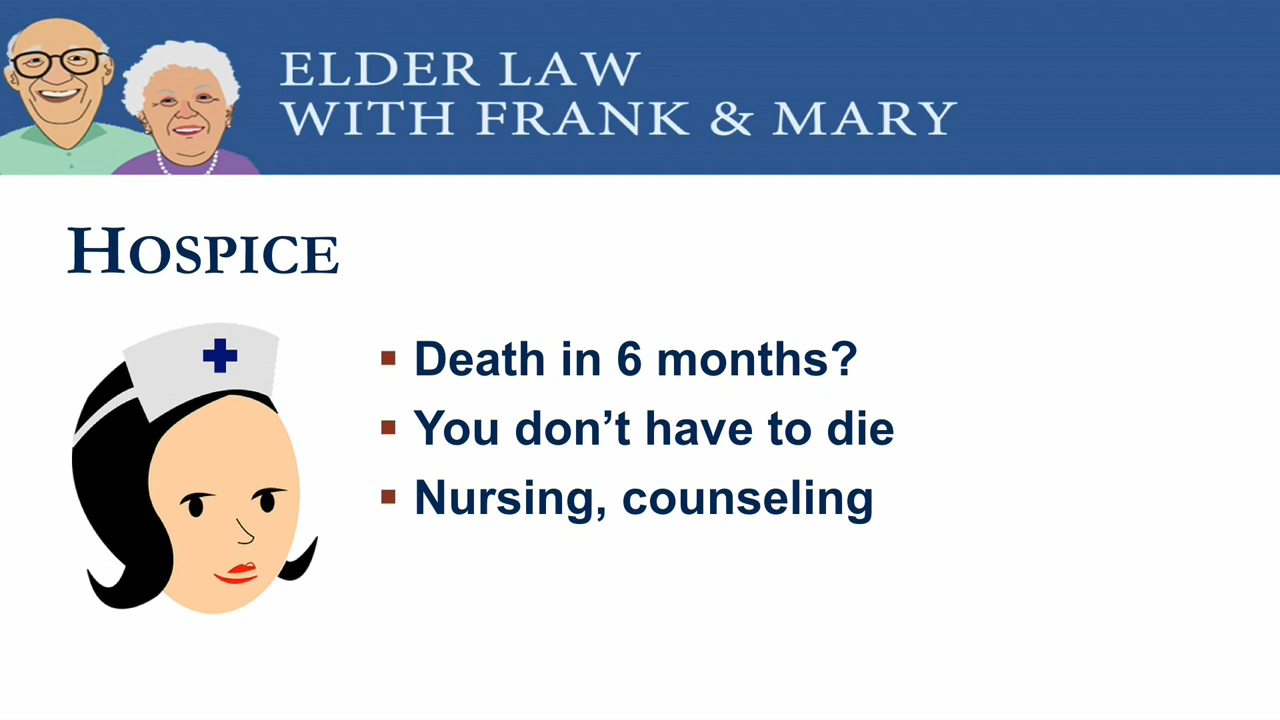 ELDER LAW
WITH FRANK & MARY
HOSPICE
▪ Death in 6 months?
▪ You don’t have to die
▪ Nursing, counseling